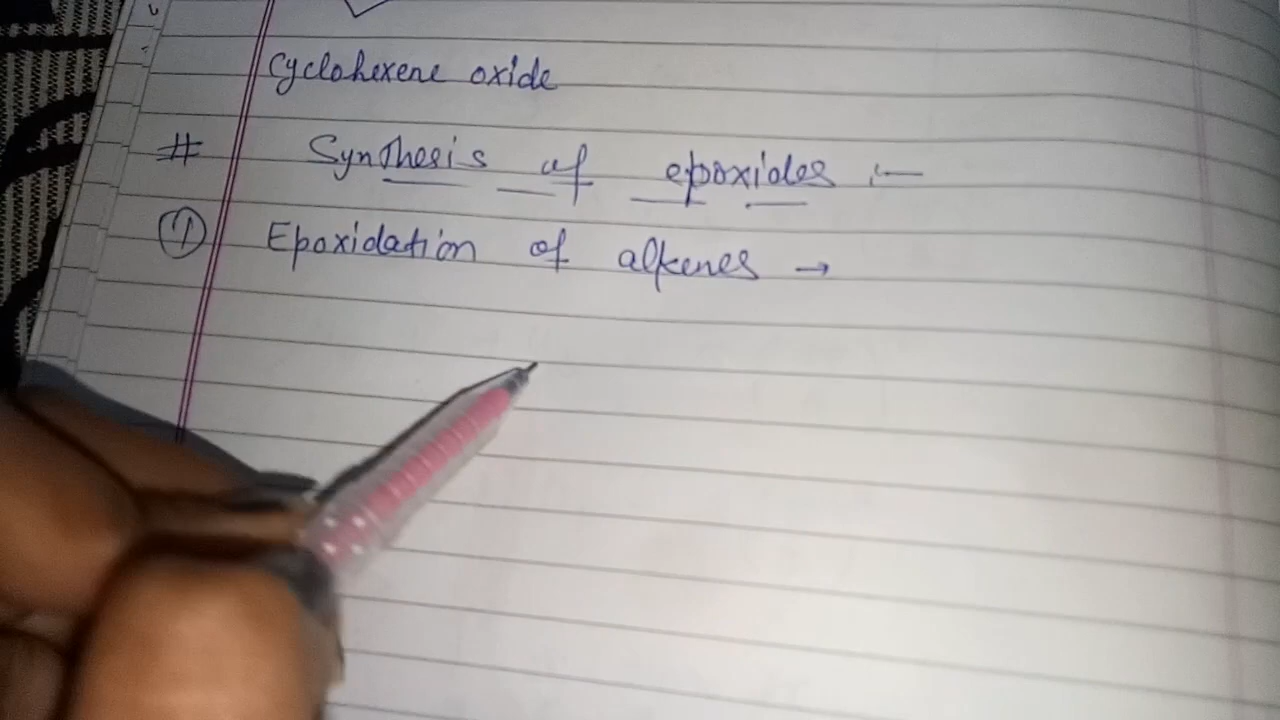 Cyclohexene oxide
# Synthesis of epoxides :-
① Epoxidation of alkenes →